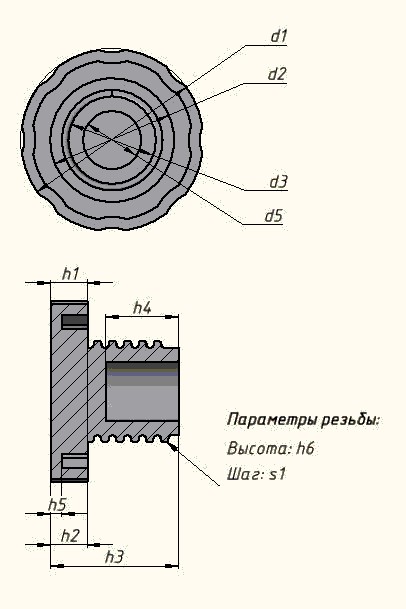 d1
d2
d3
d5
h1
h4
Параметры резьбы:
Высота: h6
Шаг: s1
h5
h2
h3